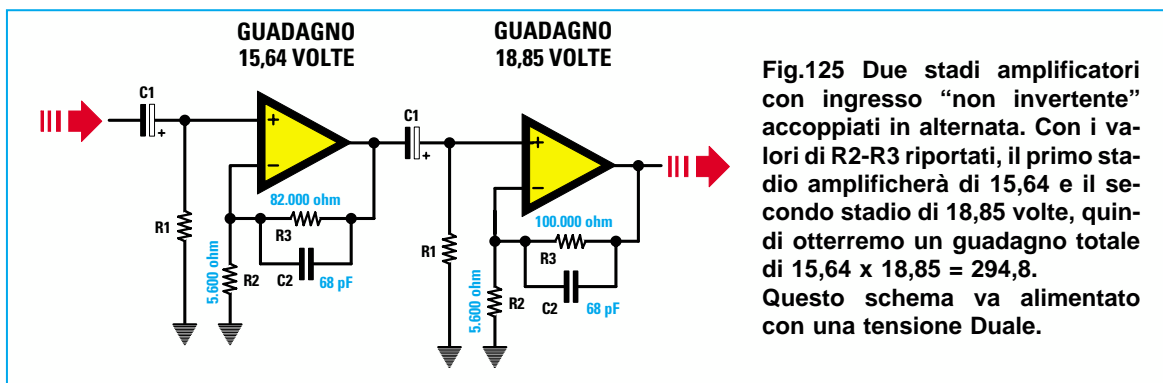 GUADAGNO
15,64 VOLTE
GUADAGNO
18,85 VOLTE
C1
+
+
−
82.000 ohm
R3
R1
5.600 ohm
R2
C2
68 pF
C1
+
+
−
100.000 ohm
R3
R1
5.600 ohm
R2
C2
68 pF
Fig.125 Due stadi amplificatori
con ingresso “non invertente”
accoppiati in alternata. Con i va-
lori di R2-R3 riportati, il primo sta-
dio amplificherà di 15,64 e il se-
condo stadio di 18,85 volte, quin-
di otterremo un guadagno totale
di 15,64 x 18,85 = 294,8.
Questo schema va alimentato
con una tensione Duale.